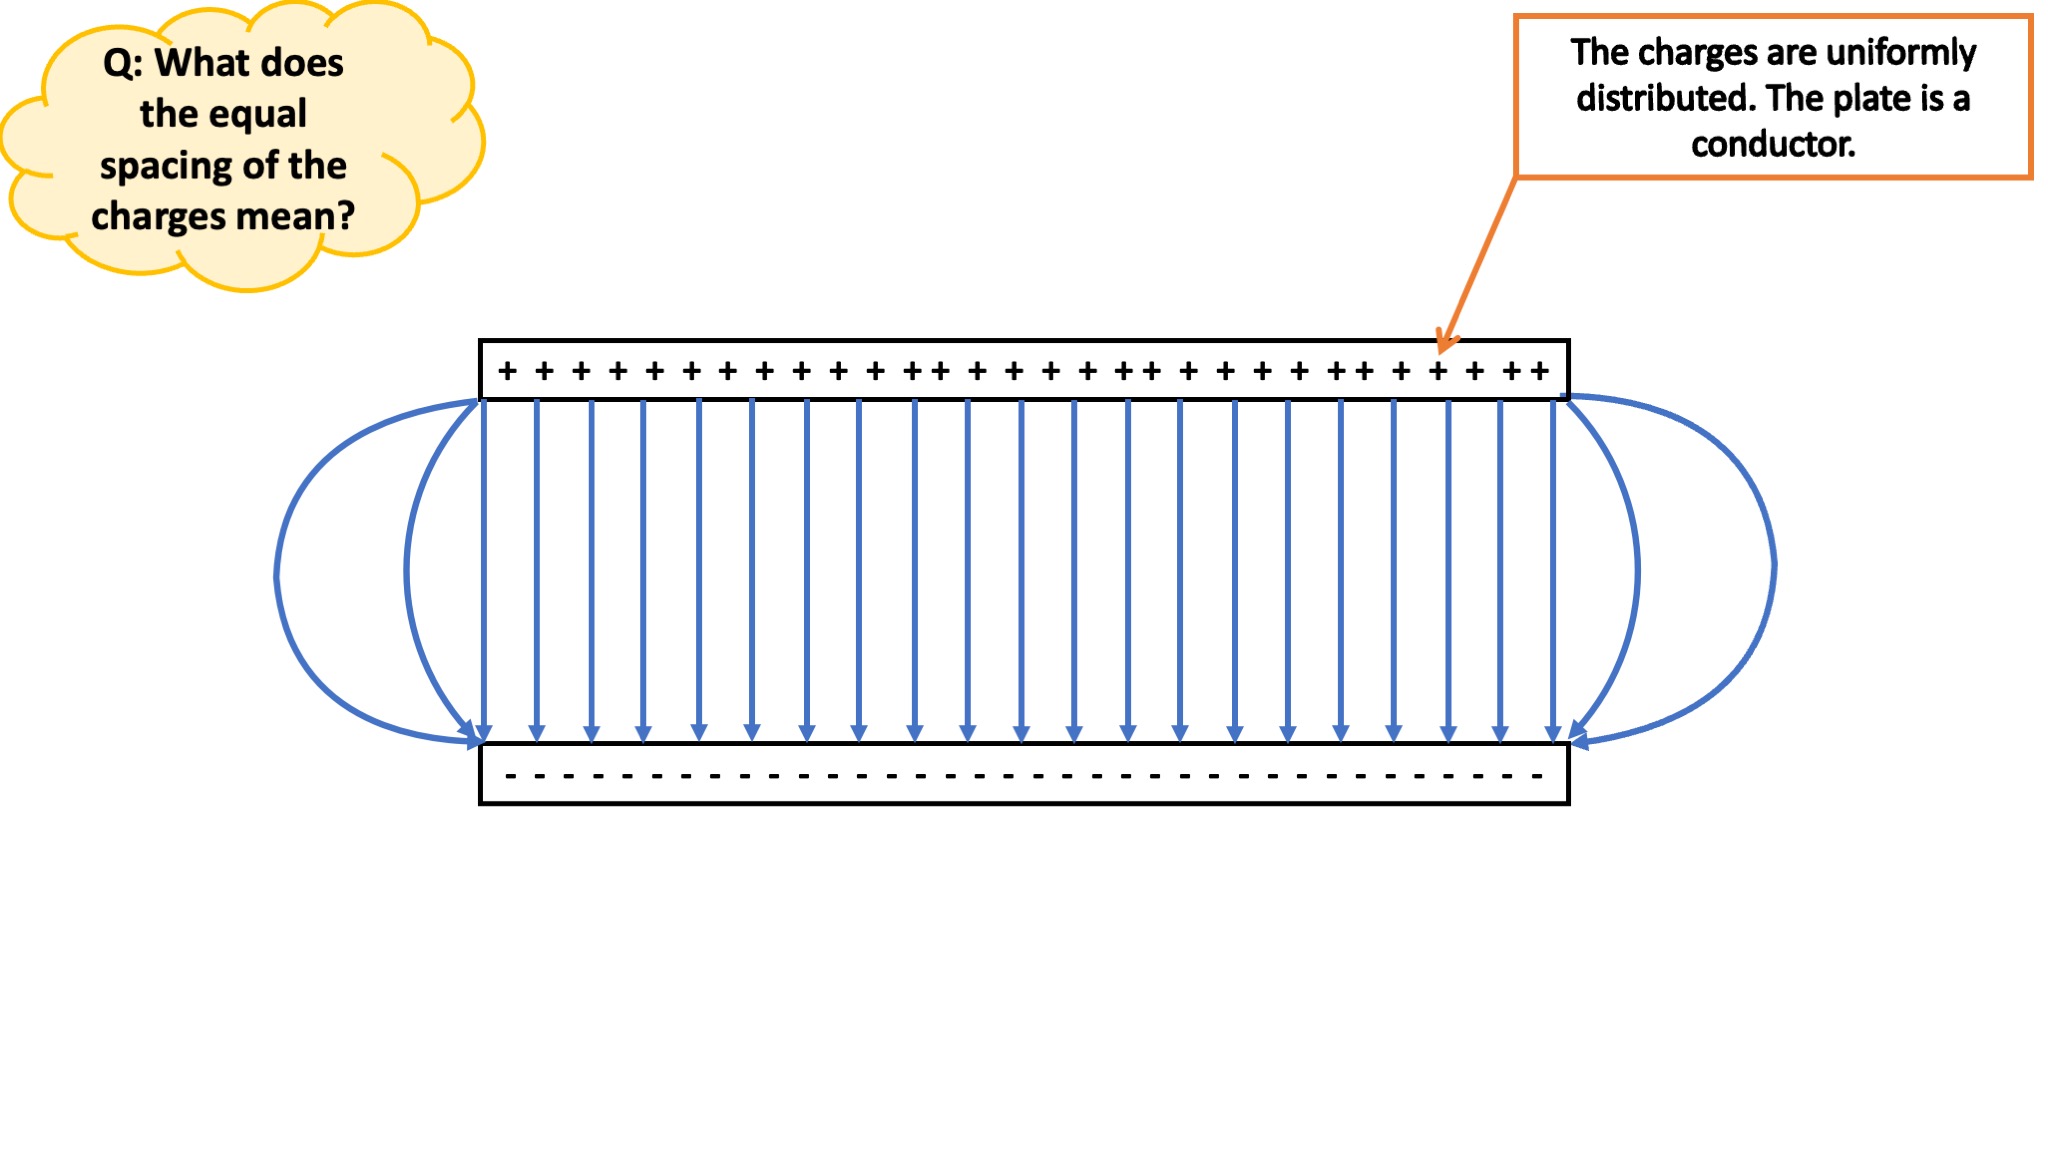 Q: What does
the equal
spacing of the
charges mean?
The charges are uniformly
distributed. The plate is a
conductor.
+ + + + + + + + + + + ++ + + + + ++ + + + + ++ + + + ++
- - - - - - - - - - - - - - - - - - - - - - - - - - - - - - - - - - - -